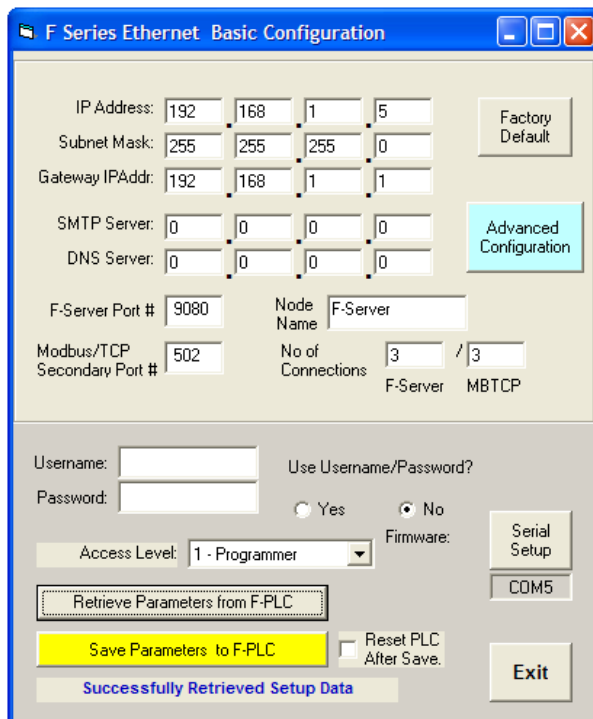 F Series Ethernet  Basic Configuration
IP Address: 192 . 168 . 1 . 5
Factory
Default
Subnet Mask: 255 . 255 . 255 . 0
Gateway IPAddr: 192 . 168 . 1 . 1
SMTP Server: 0 . 0 . 0 . 0
Advanced
Configuration
DNS Server: 0 . 0 . 0 . 0
F-Server Port # 9080
Node
Name F-Server
Modbus/TCP
Secondary Port # 502
No of
Connections 3 / 3
F-Server MBTCP
Username:
Use Username/Password?
Password:
Yes No
Firmware:
Serial
Setup
Access Level: 1 - Programmer
COM5
Retrieve Parameters from F-PLC
Save Parameters  to F-PLC
Reset PLC
After Save.
Exit
Successfully Retrieved Setup Data